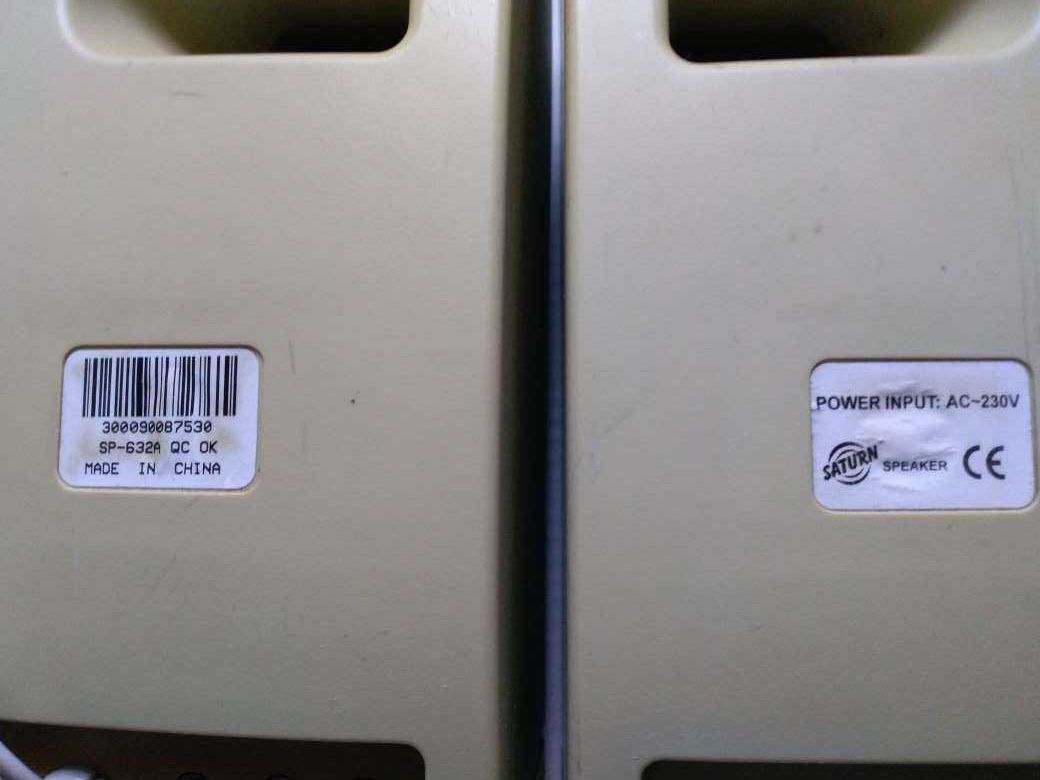 300090087530
SP-632A QC OK
MADE IN CHINA
POWER INPUT: AC~230V
SATURN SPEAKER CE